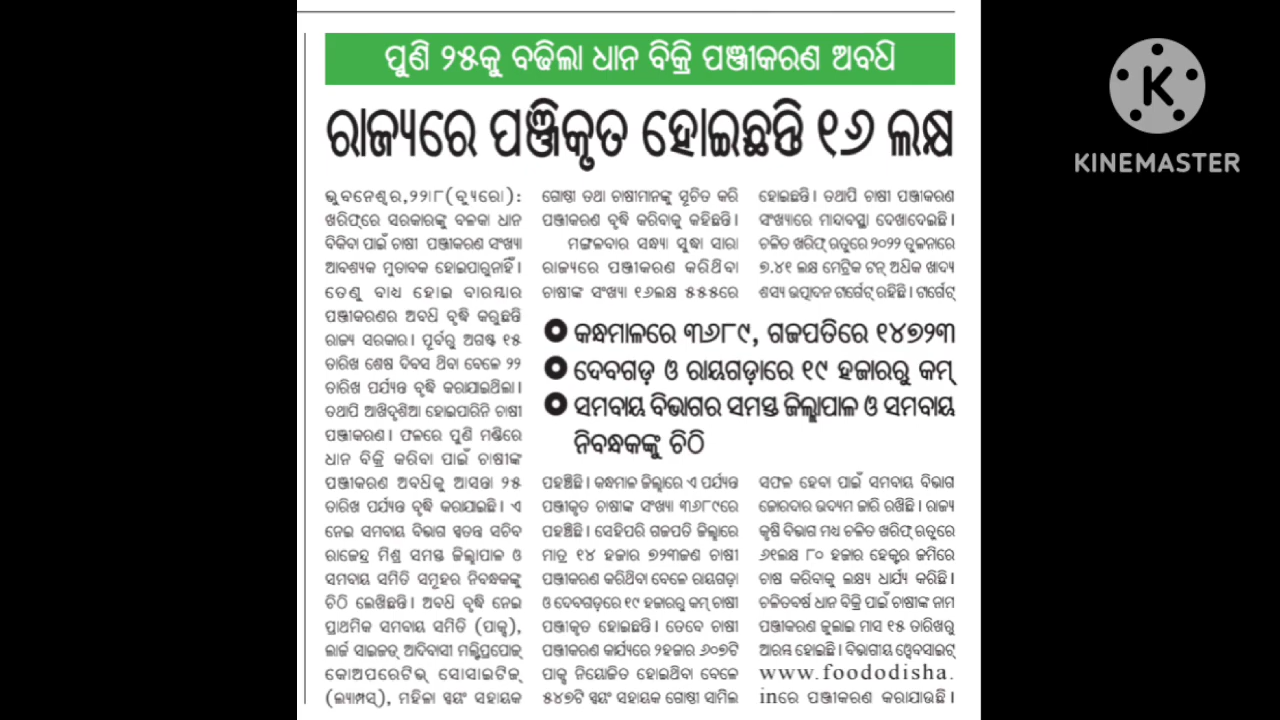 ପୁଣି ୨୫କୁ ବଢିଲା ଧାନ ବିକ୍ରି ପଞ୍ଜୀକରଣ ଅବଧି
ରାଜ୍ୟରେ ପଞ୍ଜିକୃତ ହୋଇଛନ୍ତି ୧୬ ଲକ୍ଷ
ଭୁବନେଶ୍ୱର,୨୨।୮(ବ୍ୟୁରୋ):
ଖରିଫ୍‌ରେ ସରକାରଙ୍କୁ ବଳକା ଧାନ
ବିକିବା ପାଇଁ ଚାଷୀ ପଞ୍ଜୀକରଣ ସଂଖ୍ୟା
ଆବଶ୍ୟକ ମୁତାବକ ହୋଇପାରୁନାହିଁ।
ତେଣୁ ବାଧ୍ୟ ହୋଇ ବାରମ୍ବାର
ପଞ୍ଜୀକରଣର ଅବଧି ବୃଦ୍ଧି କରୁଛନ୍ତି
ରାଜ୍ୟ ସରକାର। ପୂର୍ବରୁ ଅଗଷ୍ଟ ୧୫
ତାରିଖ ଶେଷ ଦିବସ ଥିବା ବେଳେ ୨୨
ତାରିଖ ପର୍ଯ୍ୟନ୍ତ ବୃଦ୍ଧି କରାଯାଇଥିଲା।
ତଥାପି ଆଖିଦୃଶିଆ ହୋଇପାରିନି ଚାଷୀ
ପଞ୍ଜୀକରଣ। ଫଳରେ ପୁଣି ମଣ୍ଡିରେ
ଧାନ ବିକ୍ରି କରିବା ପାଇଁ ଚାଷୀଙ୍କ
ପଞ୍ଜୀକରଣ ଅବଧିକୁ ଆସନ୍ତା ୨୫
ତାରିଖ ପର୍ଯ୍ୟନ୍ତ ବୃଦ୍ଧି କରାଯାଇଛି। ଏ
ନେଇ ସମବାୟ ବିଭାଗ ସ୍ୱତନ୍ତ୍ର ସଚିବ
ରାଜେନ୍ଦ୍ର ମିଶ୍ର ସମସ୍ତ ଜିଲ୍ଲାପାଳ ଓ
ସମବାୟ ସମିତି ସମୂହର ନିବନ୍ଧକଙ୍କୁ
ଚିଠି ଲେଖିଛନ୍ତି। ଅବଧି ବୃଦ୍ଧି ନେଇ
ପ୍ରାଥମିକ ସମବାୟ ସମିତି (ପାକ୍ସ),
ଲାର୍ଜ ସାଇଜଡ୍ ଆଦିବାସୀ ମଲ୍ଟିପ୍ରପୋଜ୍
କୋଅପରେଟିଭ୍ ସୋସାଇଟିଜ୍
(ଲ୍ୟାମ୍ପସ୍), ମହିଳା ସ୍ୱୟଂ ସହାୟକ
ଗୋଷ୍ଠୀ ତଥା ଚାଷୀମାନଙ୍କୁ ସୂଚିତ କରି
ପଞ୍ଜୀକରଣ ବୃଦ୍ଧି କରିବାକୁ କହିଛନ୍ତି।
ମଙ୍ଗଳବାର ସନ୍ଧ୍ୟା ସୁଦ୍ଧା ସାରା
ରାଜ୍ୟରେ ପଞ୍ଜୀକରଣ କରିଥିବା
ଚାଷୀଙ୍କ ସଂଖ୍ୟା ୧୬ଲକ୍ଷ ୫୫୫ରେ
ହୋଇଛନ୍ତି। ତଥାପି ଚାଷୀ ପଞ୍ଜୀକରଣ
ସଂଖ୍ୟାରେ ମାନ୍ଦାବସ୍ଥା ଦେଖାଦେଇଛି।
ଚଳିତ ଖରିଫ୍ ଋତୁରେ ୨୦୨୨ ତୁଳନାରେ
୭.୪୧ ଲକ୍ଷ ମେଟ୍ରିକ ଟନ୍ ଅଧିକ ଖାଦ୍ୟ
ଶସ୍ୟ ଉତ୍ପାଦନ ଟାର୍ଗେଟ୍ ରହିଛି। ଟାର୍ଗେଟ୍
କନ୍ଧମାଳରେ ୩୬୮୯, ଗଜପତିରେ ୧୪୭୨୩
ଦେବଗଡ଼ ଓ ରାୟଗଡ଼ାରେ ୧୯ ହଜାରରୁ କମ୍
ସମବାୟ ବିଭାଗର ସମସ୍ତ ଜିଲ୍ଲାପାଳ ଓ ସମବାୟ
ନିବନ୍ଧକଙ୍କୁ ଚିଠି
ପହଞ୍ଚିଛି। କନ୍ଧମାଳ ଜିଲ୍ଲାରେ ଏ ପର୍ଯ୍ୟନ୍ତ
ପଞ୍ଜୀକୃତ ଚାଷୀଙ୍କ ସଂଖ୍ୟା ୩୬୮୯ରେ
ପହଞ୍ଚିଛି। ସେହିପରି ଗଜପତି ଜିଲ୍ଲାରେ
ମାତ୍ର ୧୪ ହଜାର ୭୨୩ଜଣ ଚାଷୀ
ପଞ୍ଜୀକରଣ କରିଥିବା ବେଳେ ରାୟଗଡ଼ା
ଓ ଦେବଗଡ଼ରେ ୧୯ ହଜାରରୁ କମ୍ ଚାଷୀ
ପଞ୍ଜୀକୃତ ହୋଇଛନ୍ତି। ତେବେ ଚାଷୀ
ପଞ୍ଜୀକରଣ କାର୍ଯ୍ୟରେ ୨ହଜାର ୬୦୭ଟି
ପାକ୍ସ ନିୟୋଜିତ ହୋଇଥିବା ବେଳେ
୫୪୭ଟି ସ୍ୱୟଂ ସହାୟକ ଗୋଷ୍ଠୀ ସାମିଲ
ସଫଳ ହେବା ପାଇଁ ସମବାୟ ବିଭାଗ
ଜୋରଦାର ଉଦ୍ୟମ ଜାରି ରଖିଛି। ରାଜ୍ୟ
କୃଷି ବିଭାଗ ମଧ୍ୟ ଚଳିତ ଖରିଫ୍ ଋତୁରେ
୬୧ଲକ୍ଷ ୮୦ ହଜାର ହେକ୍ଟର ଜମିରେ
ଚାଷ କରିବାକୁ ଲକ୍ଷ୍ୟ ଧାର୍ଯ୍ୟ କରିଛି।
ଚଳିତବର୍ଷ ଧାନ ବିକ୍ରି ପାଇଁ ଚାଷୀଙ୍କ ନାମ
ପଞ୍ଜୀକରଣ ଜୁଲାଇ ମାସ ୧୫ ତାରିଖରୁ
ଆରମ୍ଭ ହୋଇଛି। ବିଭାଗୀୟ ୱେବସାଇଟ୍
www.foododisha.
inରେ ପଞ୍ଜୀକରଣ କରାଯାଉଛି।
K
KINEMASTER